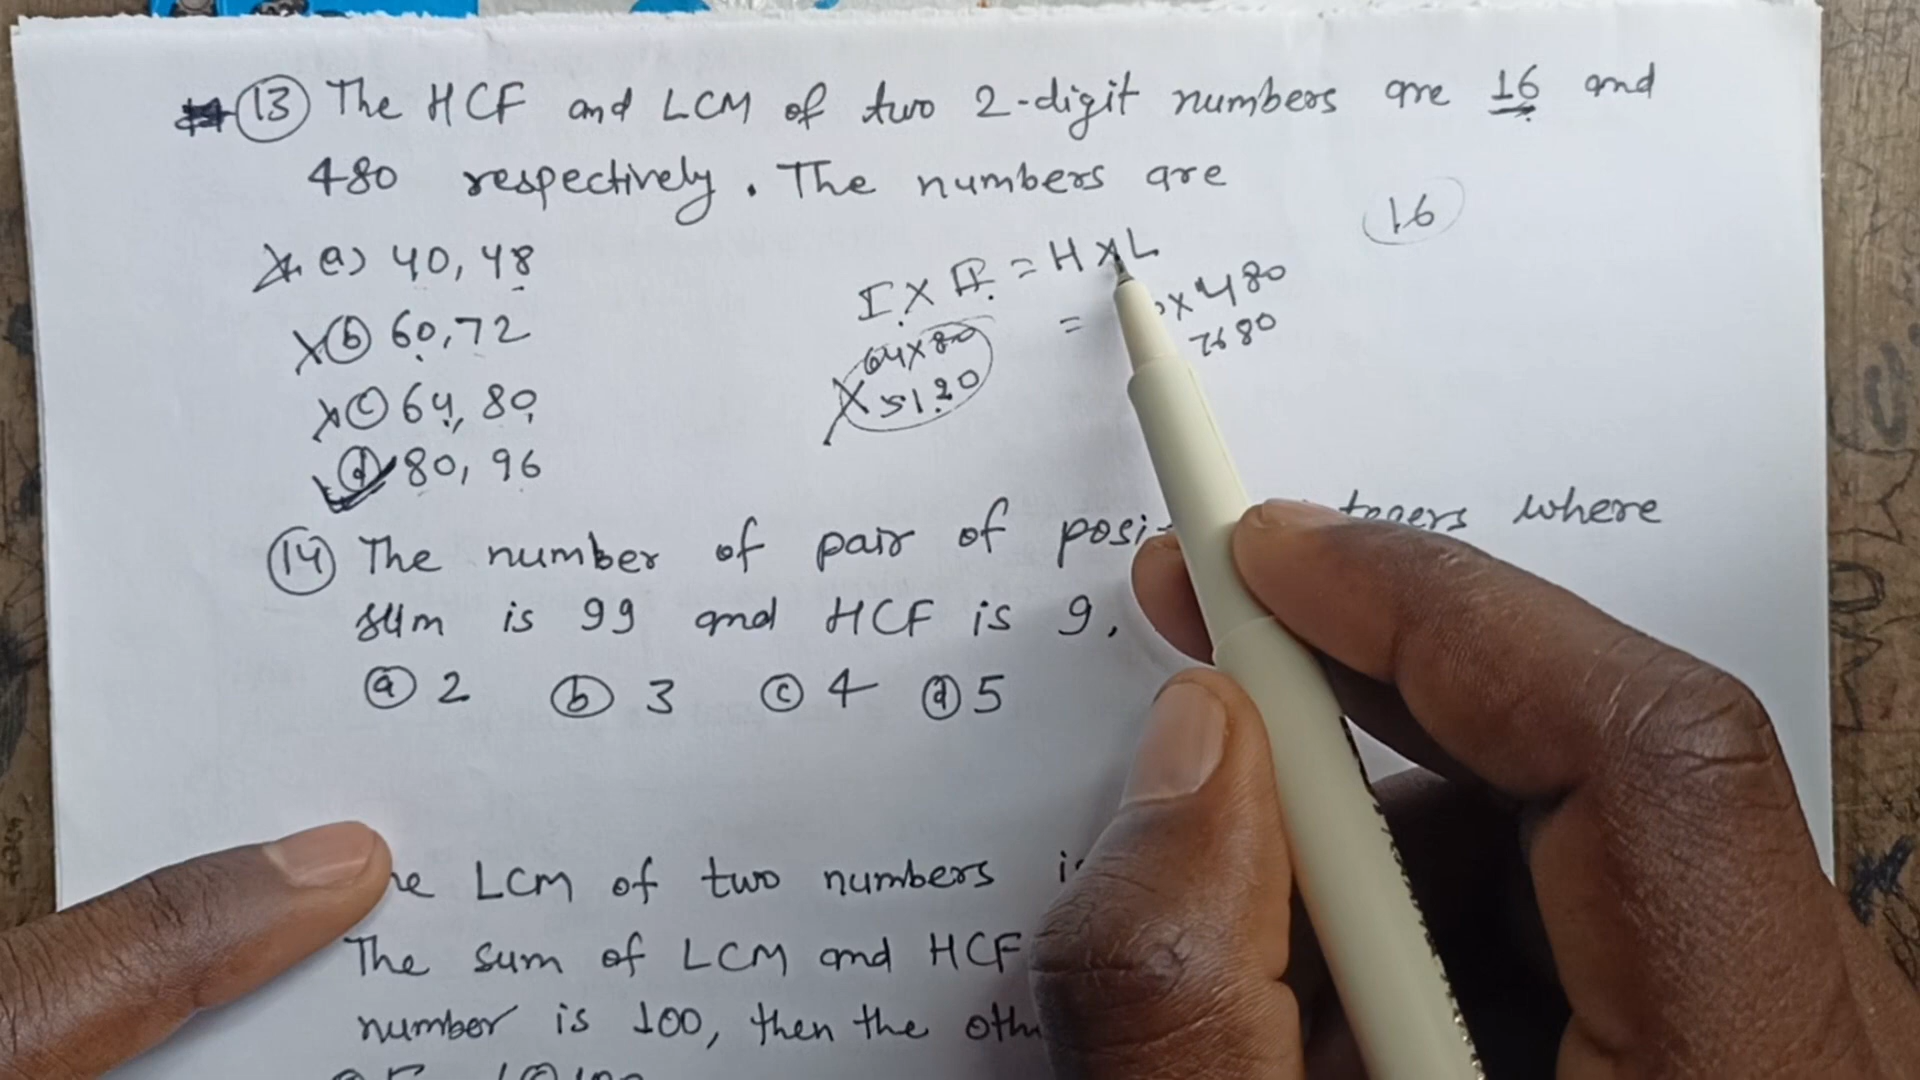 13 The HCF and LCM of two 2-digit numbers are 16 and
480 respectively. The numbers are
16
a) 40, 48
I X II = H X L
b) 60, 72
= X 480
64 X 80
7680
c) 64, 80
5120
d) 80, 96
14 The number of pair of where
sum is 99 and HCF is 9,
a 2 b 3 c 4 d 5
LCM of two numbers
The sum of LCM and HCF
number is 100, then the